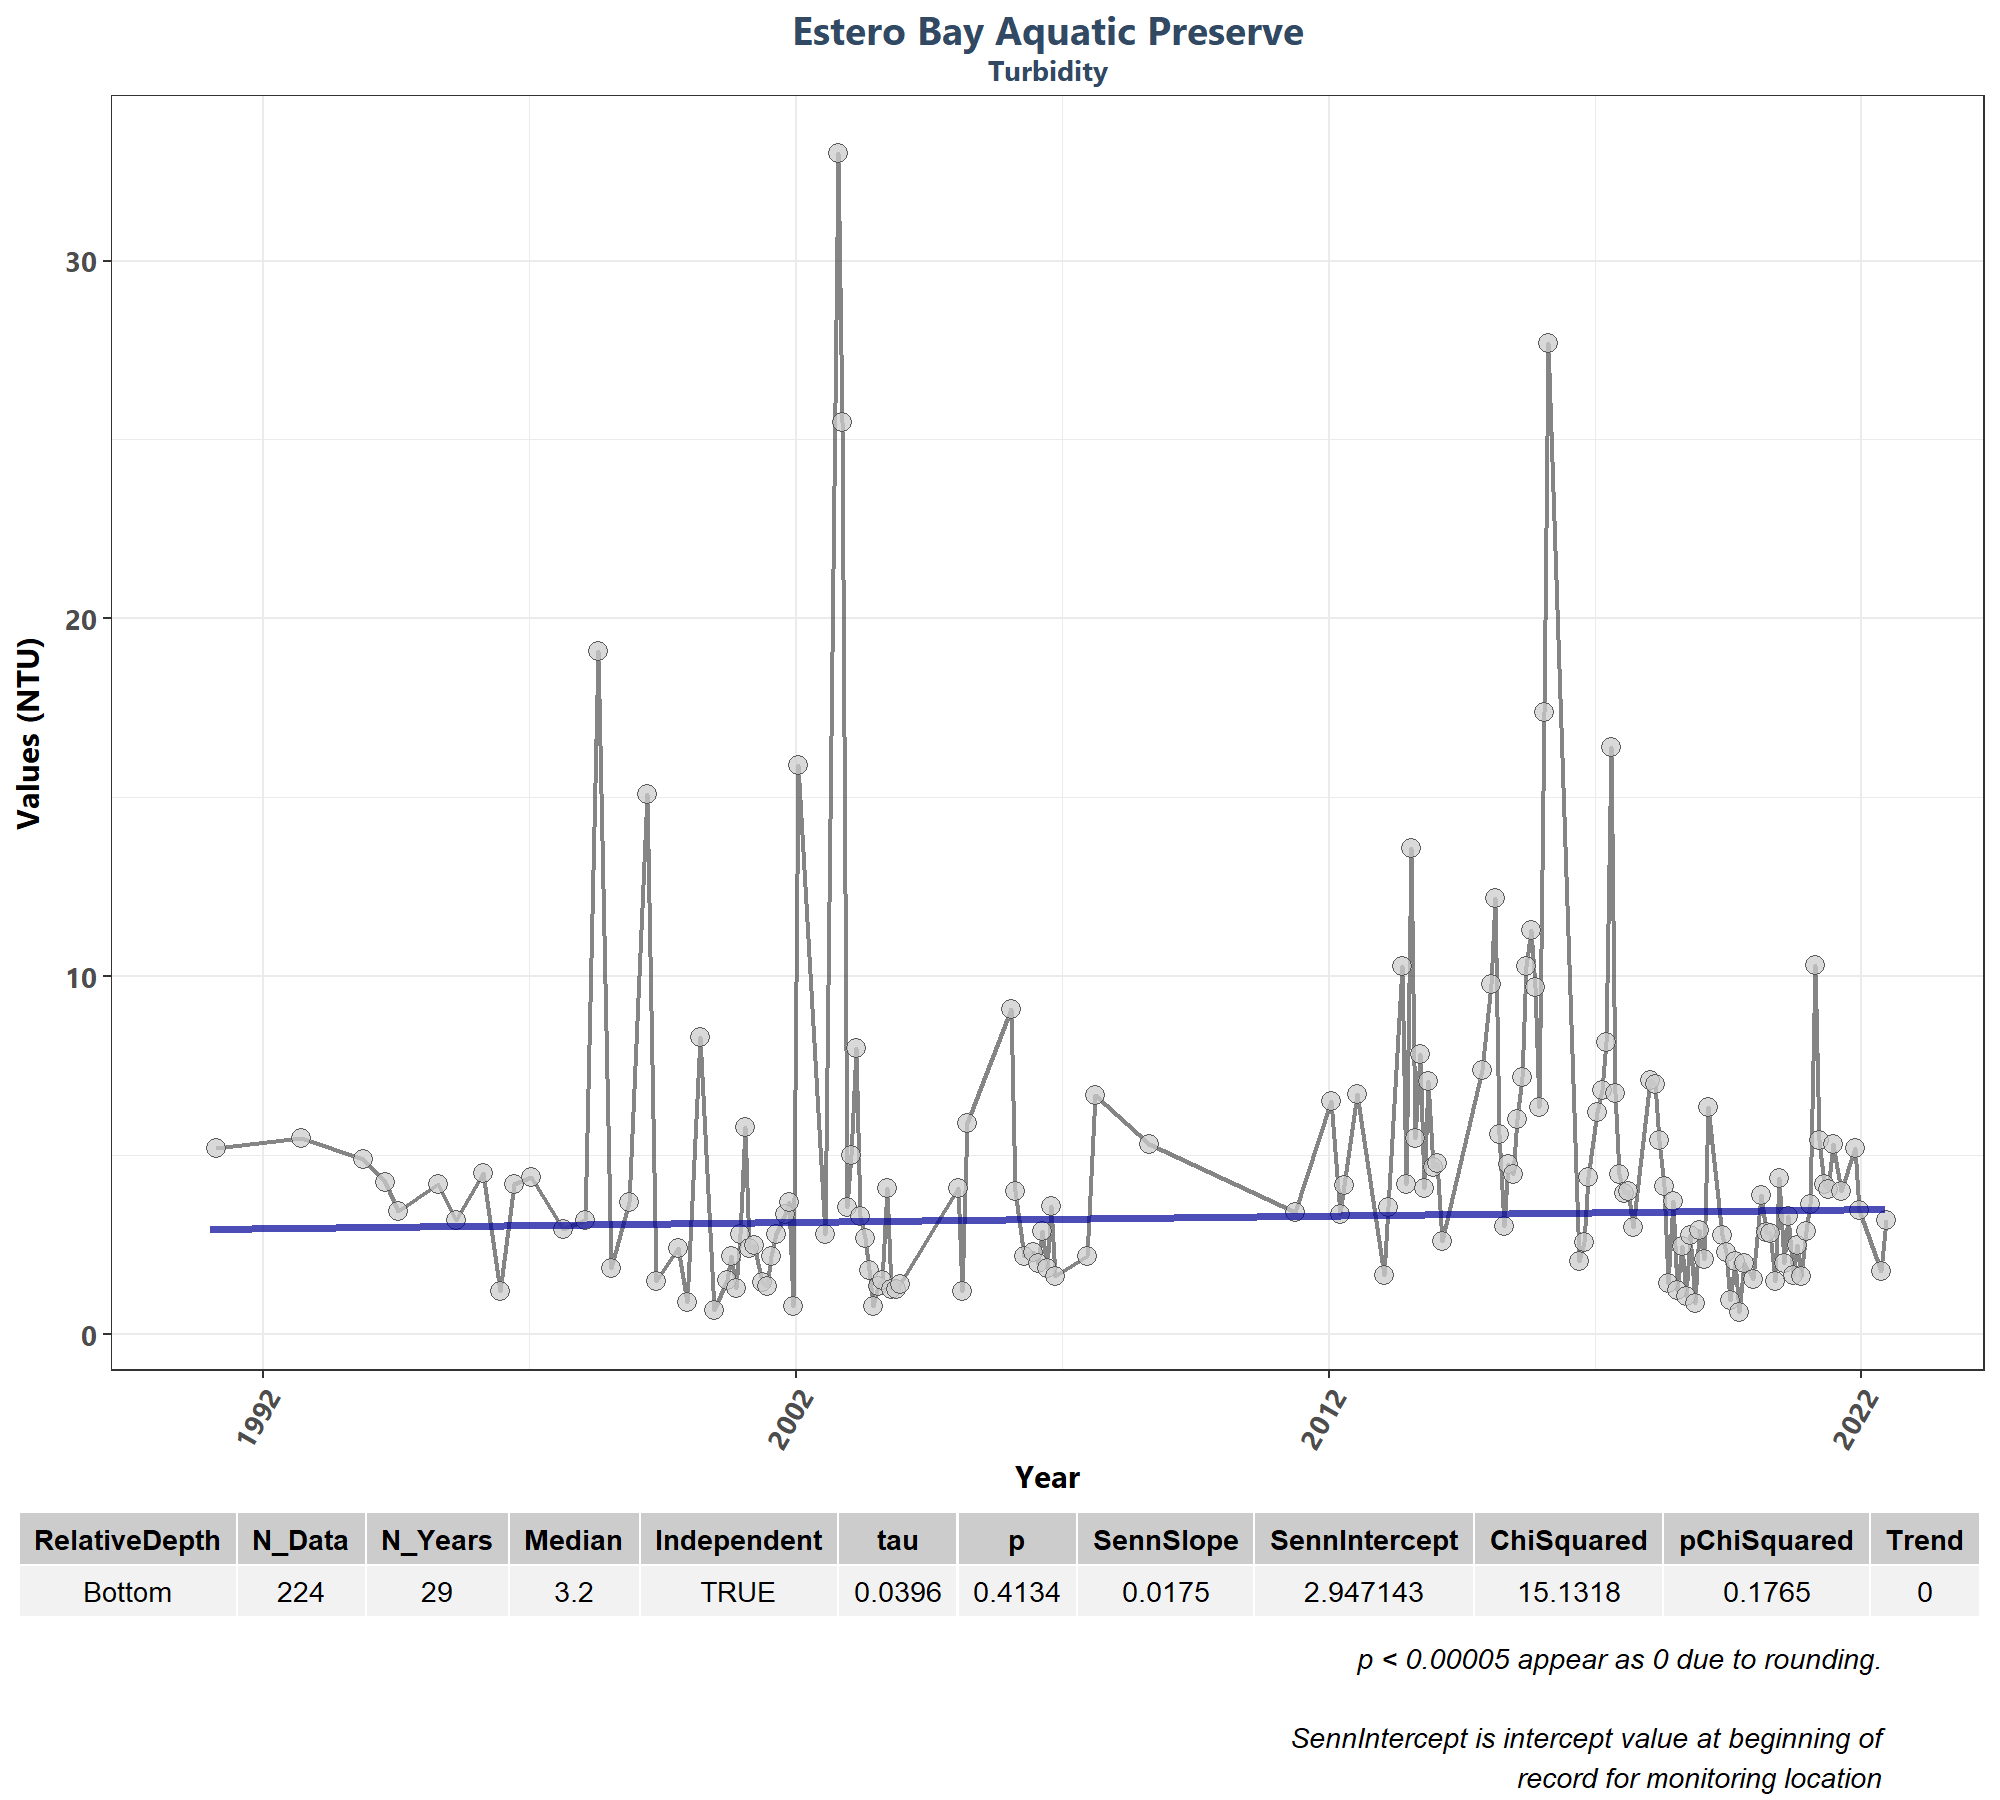 Estero Bay Aquatic Preserve
Turbidity
Values (NTU)
30
20
10
0
1992 2002 2012 2022
Year
RelativeDepth N_Data N_Years Median Independent tau p SennSlope SennIntercept ChiSquared pChiSquared Trend
Bottom 224 29 3.2 TRUE 0.0396 0.4134 0.0175 2.947143 15.1318 0.1765 0
p < 0.00005 appear as 0 due to rounding.
SennIntercept is intercept value at beginning of
record for monitoring location